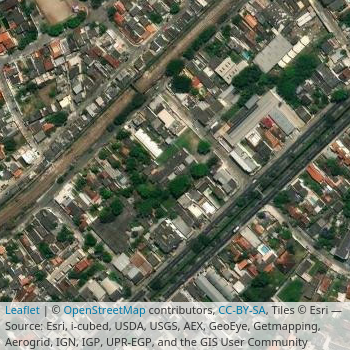 Leaflet | © OpenStreetMap contributors, CC-BY-SA, Tiles © Esri —
Source: Esri, i-cubed, USDA, USGS, AEX, GeoEye, Getmapping,
Aerogrid, IGN, IGP, UPR-EGP, and the GIS User Community